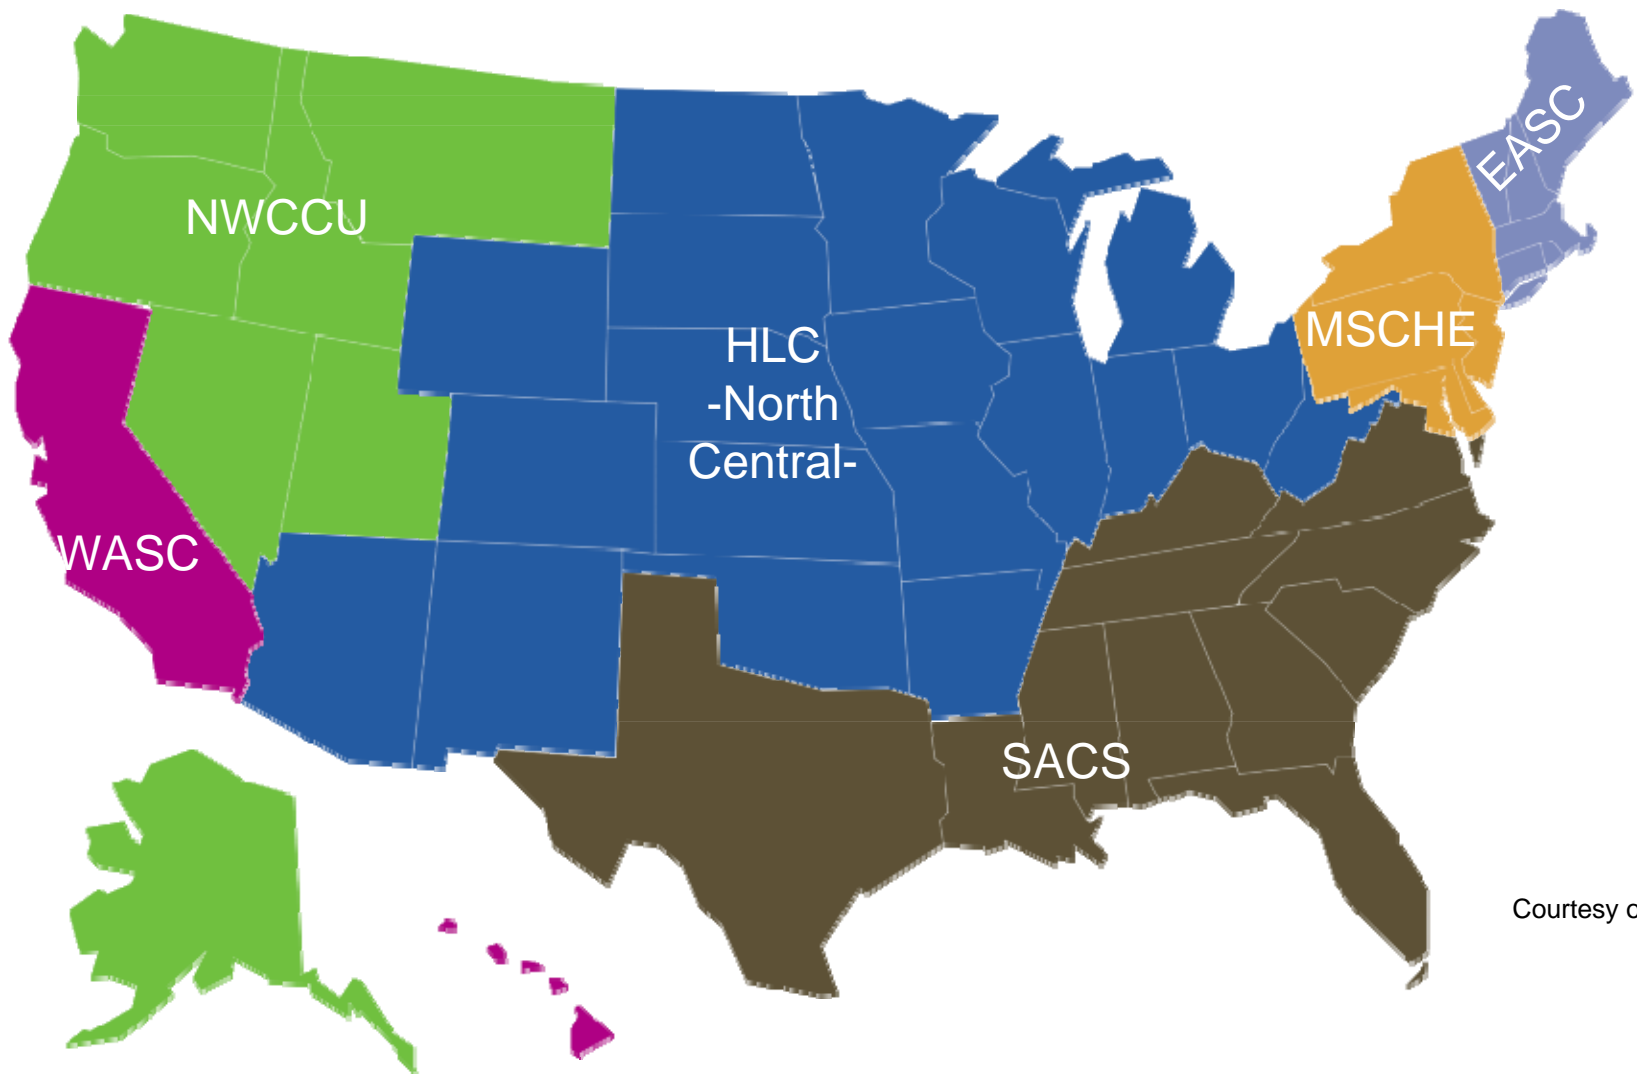 EASC
NWCCU
MSCHE
HLC
-North
Central-
WASC
SACS
Courtesy o